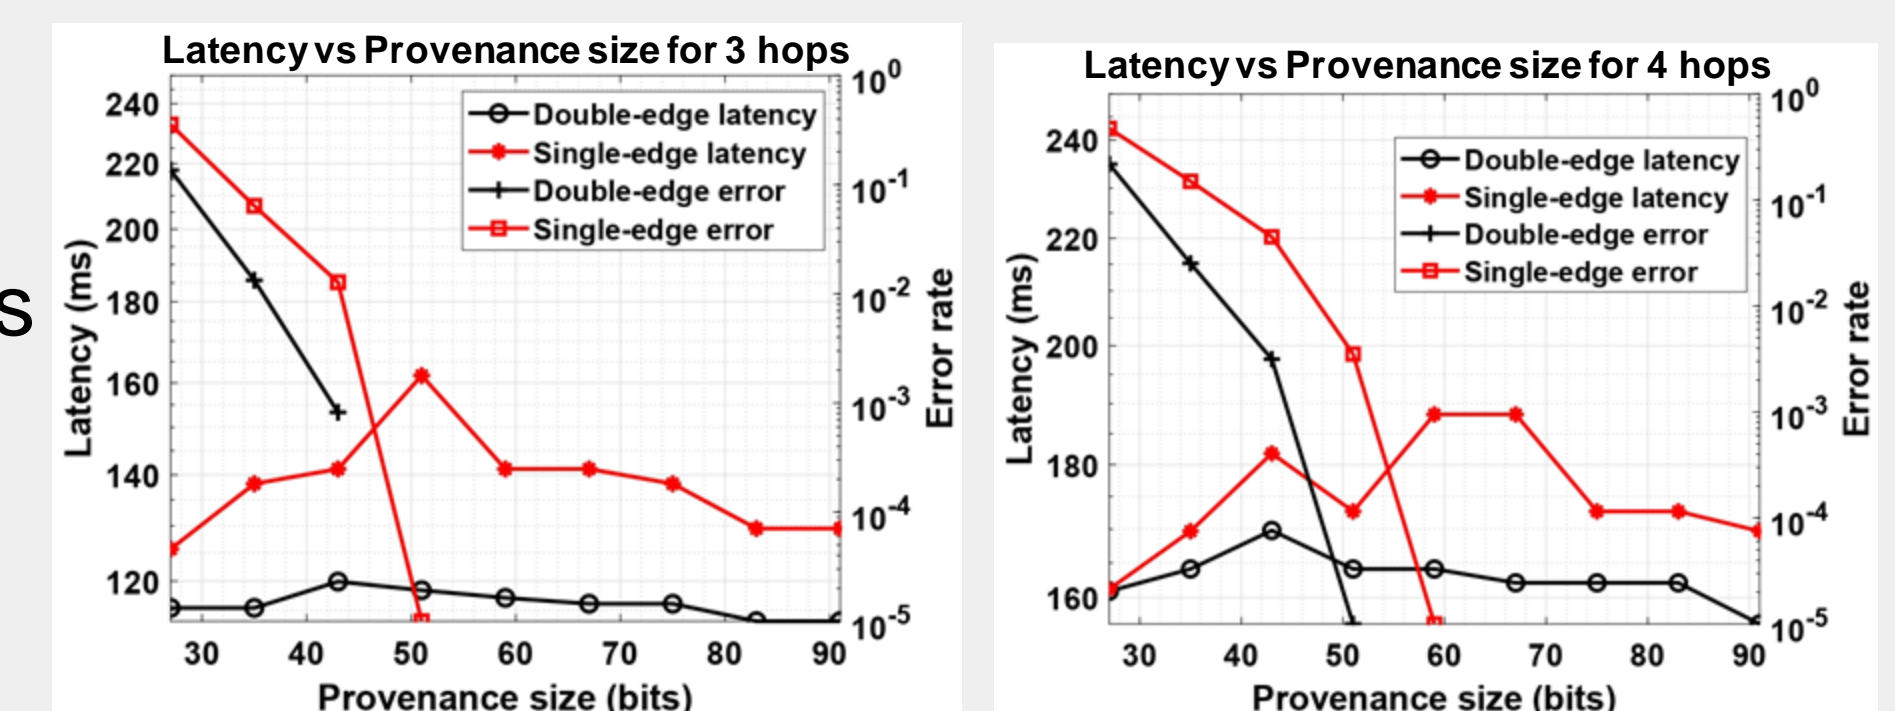 s
Latency vs Provenance size for 3 hops
240
220
200
180
160
140
120
Latency (ms)
Double-edge latency
Single-edge latency
Double-edge error
Single-edge error
10^0
10^-1
10^-2
10^-3
10^-4
10^-5
Error rate
30 40 50 60 70 80 90
Provenance size (bits)
Latency vs Provenance size for 4 hops
240
220
200
180
160
Latency (ms)
Double-edge latency
Single-edge latency
Double-edge error
Single-edge error
10^0
10^-1
10^-2
10^-3
10^-4
10^-5
Error rate
30 40 50 60 70 80 90
Provenance size (bits)